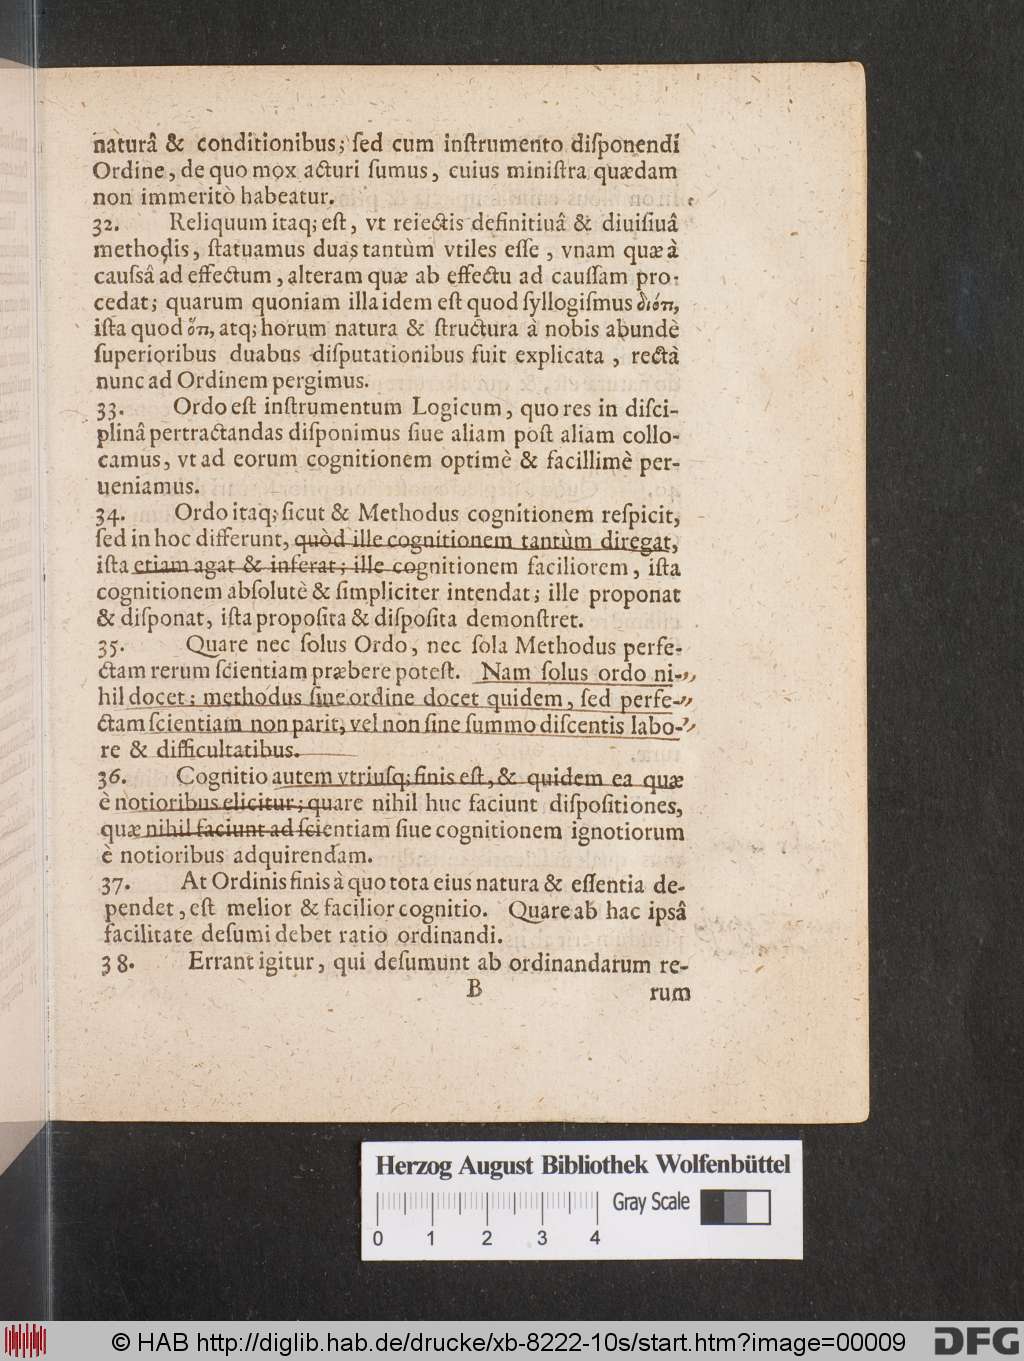 naturâ & conditionibus; ſed cum inſtrumento diſponendi
Ordine, de quo mox acturi ſumus, cuius miniſtra quædam
non immeritò habeatur.
32. Reliquum itaq; eſt, vt reiectis definitiuâ & diuiſiuâ
methodis, ſtatuamus duas tantùm vtiles eſſe, vnam quæ à
cauſsâ ad effectum, alteram quæ ab effectu ad cauſſam pro-
cedat; quarum quoniam illa idem eſt quod ſyllogiſmus διότι,
iſta quod ὅτι, atq; horum natura & ſtructura à nobis abundè
ſuperioribus duabus diſputationibus fuit explicata, rectà
nunc ad Ordinem pergimus.
33. Ordo eſt inſtrumentum Logicum, quo res in diſci-
plinâ pertractandas diſponimus ſiue aliam poſt aliam collo-
camus, vt ad eorum cognitionem optimè & facillimè per-
ueniamus.
34. Ordo itaq; ſicut & Methodus cognitionem reſpicit,
ſed in hoc differunt, quòd ille cognitionem tantùm diregat,
iſta etiam agat & inferat; ille cognitionem faciliorem, iſta
cognitionem abſolutè & ſimpliciter intendat; ille proponat
& diſponat, iſta propoſita & diſpoſita demonſtret.
35. Quare nec ſolus Ordo, nec ſola Methodus perfe-
ctam rerum ſcientiam præbere poteſt. Nam ſolus ordo ni-
hil docet; methodus ſine ordine docet quidem, ſed perfe-
ctam ſcientiam non parit, vel non ſine ſummo diſcentis labo-
re & difficultatibus.
36. Cognitio autem vtriuſq; finis eſt, & quidem ea quæ
è notioribus elicitur; quare nihil huc faciunt diſpoſitiones,
quæ nihil faciunt ad ſcientiam ſiue cognitionem ignotiorum
è notioribus adquirendam.
37. At Ordinis finis à quo tota eius natura & eſſentia de-
pendet, eſt melior & facilior cognitio. Quare ab hac ipsâ
facilitate deſumi debet ratio ordinandi.
38. Errant igitur, qui deſumunt ab ordinandarum re-
B rum
Herzog August Bibliothek Wolfenbüttel
Gray Scale
0 1 2 3 4
© HAB http://diglib.hab.de/drucke/xb-8222-10s/start.htm?image=00009
DFG